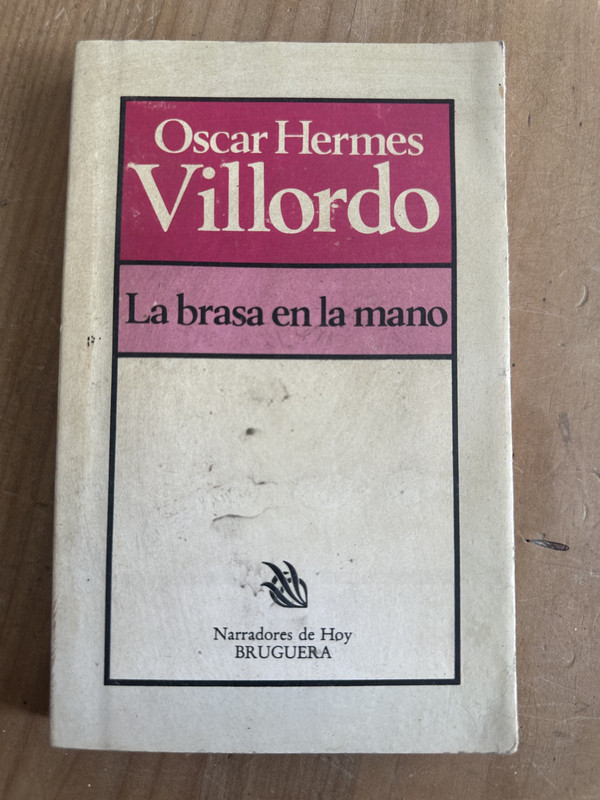 Oscar Hermes
Villordo
La brasa en la mano
Narradores de Hoy
BRUGUERA